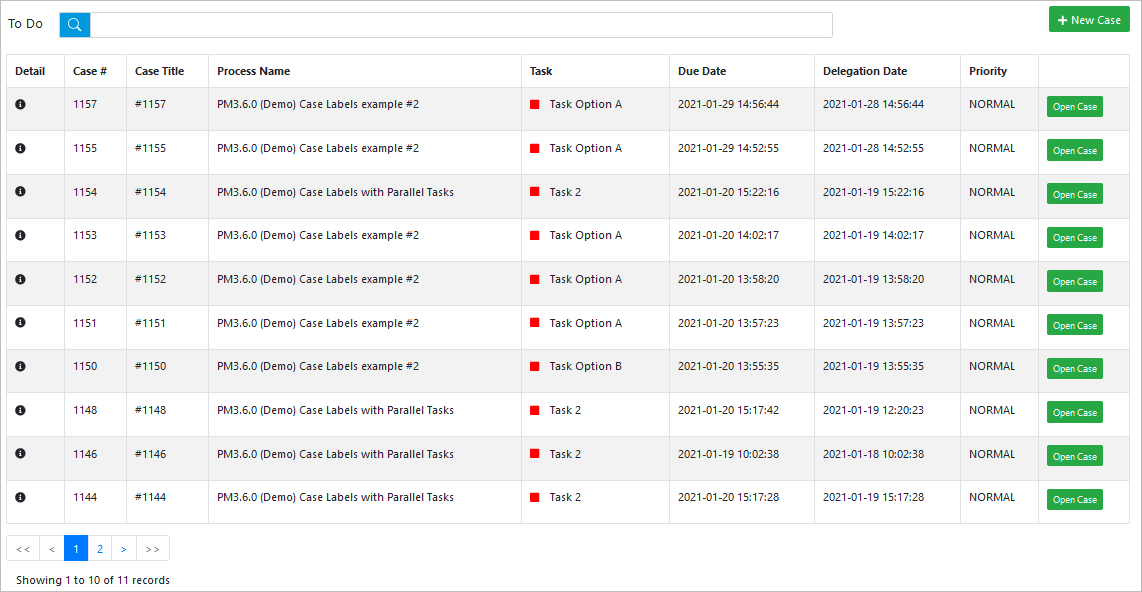 To Do
+ New Case
Detail Case # Case Title Process Name Task Due Date Delegation Date Priority
1157 #1157 PM3.6.0 (Demo) Case Labels example #2 Task Option A 2021-01-29 14:56:44 2021-01-28 14:56:44 NORMAL Open Case
1155 #1155 PM3.6.0 (Demo) Case Labels example #2 Task Option A 2021-01-29 14:52:55 2021-01-28 14:52:55 NORMAL Open Case
1154 #1154 PM3.6.0 (Demo) Case Labels with Parallel Tasks Task 2 2021-01-20 15:22:16 2021-01-19 15:22:16 NORMAL Open Case
1153 #1153 PM3.6.0 (Demo) Case Labels example #2 Task Option A 2021-01-20 14:02:17 2021-01-19 14:02:17 NORMAL Open Case
1152 #1152 PM3.6.0 (Demo) Case Labels example #2 Task Option A 2021-01-20 13:58:20 2021-01-19 13:58:20 NORMAL Open Case
1151 #1151 PM3.6.0 (Demo) Case Labels example #2 Task Option A 2021-01-20 13:57:23 2021-01-19 13:57:23 NORMAL Open Case
1150 #1150 PM3.6.0 (Demo) Case Labels example #2 Task Option B 2021-01-20 13:55:35 2021-01-19 13:55:35 NORMAL Open Case
1148 #1148 PM3.6.0 (Demo) Case Labels with Parallel Tasks Task 2 2021-01-20 15:17:42 2021-01-19 12:20:23 NORMAL Open Case
1146 #1146 PM3.6.0 (Demo) Case Labels with Parallel Tasks Task 2 2021-01-19 10:02:38 2021-01-18 10:02:38 NORMAL Open Case
1144 #1144 PM3.6.0 (Demo) Case Labels with Parallel Tasks Task 2 2021-01-20 15:17:28 2021-01-19 15:17:28 NORMAL Open Case
<< < 1 2 > >>
Showing 1 to 10 of 11 records